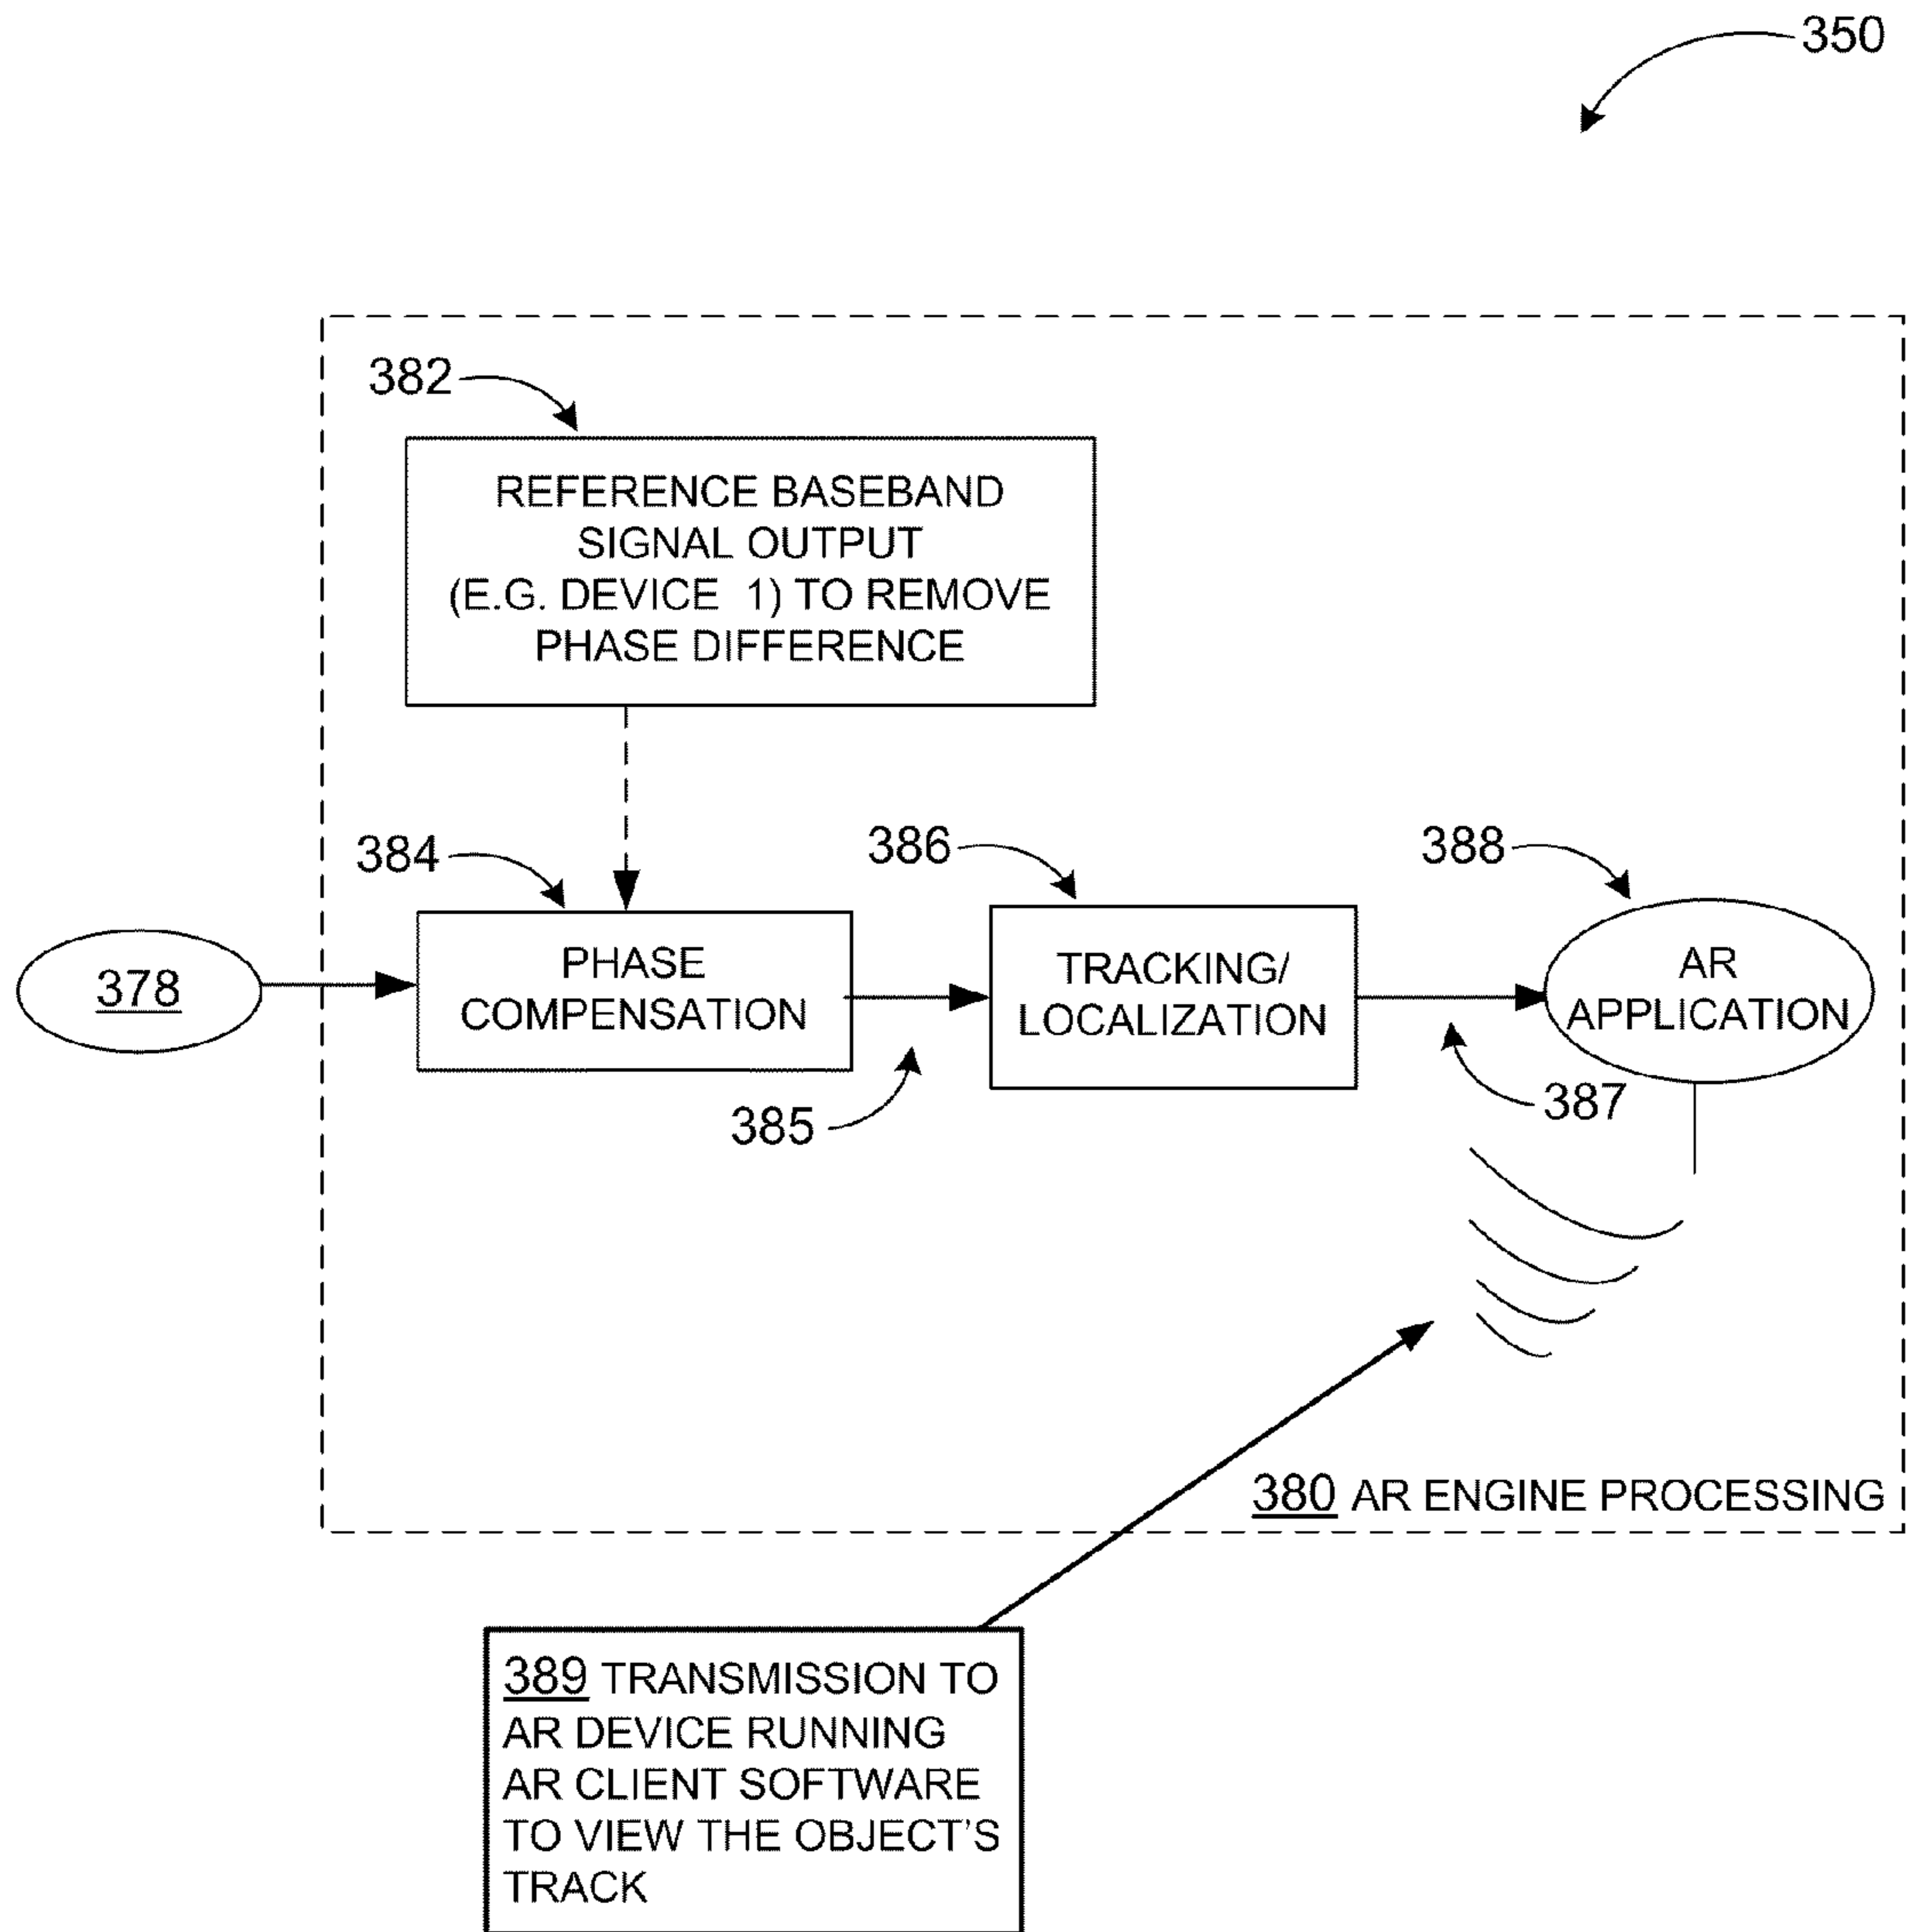 350
382
REFERENCE BASEBAND
SIGNAL OUTPUT
(E.G. DEVICE 1) TO REMOVE
PHASE DIFFERENCE
384
386
388
378
PHASE
COMPENSATION
TRACKING/
LOCALIZATION
AR
APPLICATION
385
387
380 AR ENGINE PROCESSING
389 TRANSMISSION TO
AR DEVICE RUNNING
AR CLIENT SOFTWARE
TO VIEW THE OBJECT'S
TRACK